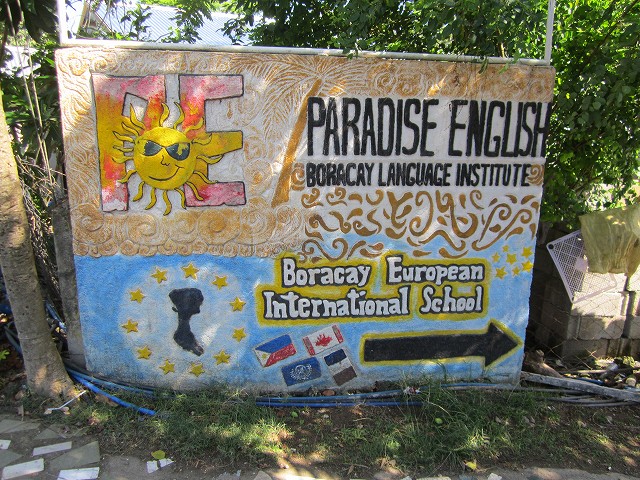 PE
PARADISE ENGLISH
BORACAY LANGUAGE INSTITUTE
Boracay European
International School